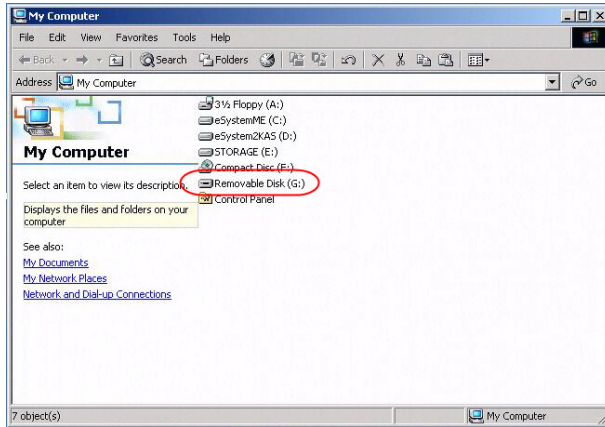 My Computer
File Edit View Favorites Tools Help
Back Search Folders
Address My Computer Go
3½ Floppy (A:)
eSystemME (C:)
eSystem2KAS (D:)
STORAGE (E:)
Compact Disc (F:)
Removable Disk (G:)
Control Panel
My Computer
Select an item to view its description.
Displays the files and folders on your
computer
See also:
My Documents
My Network Places
Network and Dial-up Connections
7 object(s) My Computer